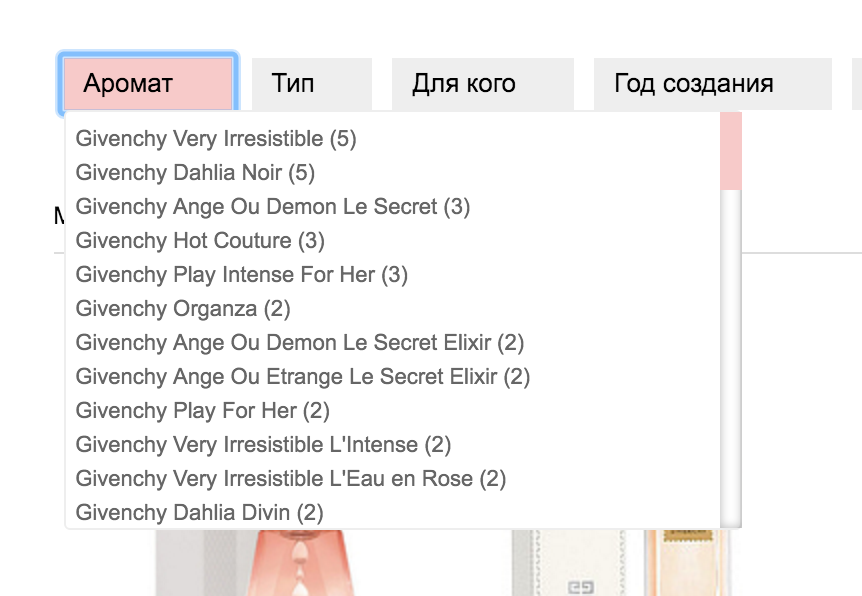 Аромат Тип Для кого Год создания
Givenchy Very Irresistible (5)
Givenchy Dahlia Noir (5)
Givenchy Ange Ou Demon Le Secret (3)
Givenchy Hot Couture (3)
Givenchy Play Intense For Her (3)
Givenchy Organza (2)
Givenchy Ange Ou Demon Le Secret Elixir (2)
Givenchy Ange Ou Etrange Le Secret Elixir (2)
Givenchy Play For Her (2)
Givenchy Very Irresistible L'Intense (2)
Givenchy Very Irresistible L'Eau en Rose (2)
Givenchy Dahlia Divin (2)